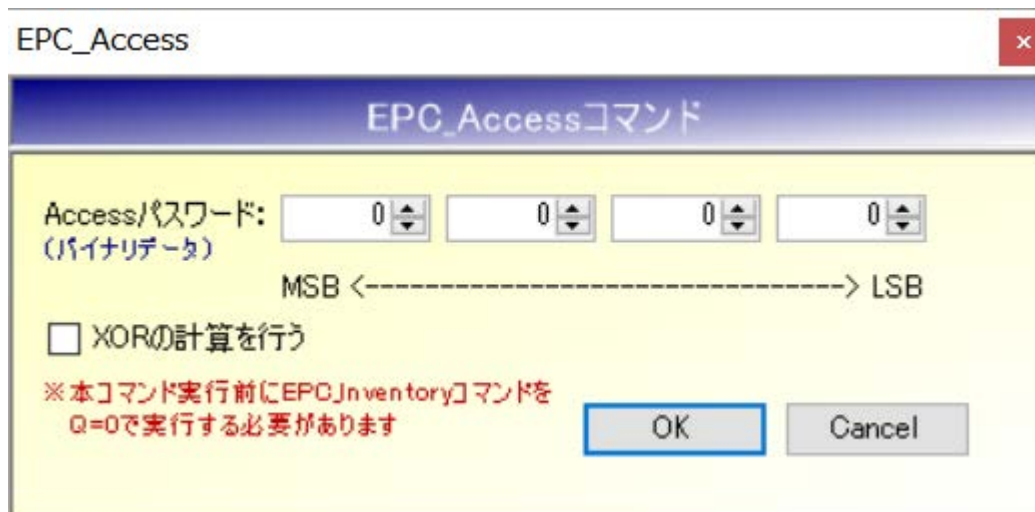 EPC_Access
×
EPC_Accessコマンド
Accessパスワード: 0 0 0 0
(バイナリデータ)
MSB <--------------------------------> LSB
XORの計算を行う
※本コマンド実行前にEPC_Inventoryコマンドを
Q=0で実行する必要があります
OK Cancel